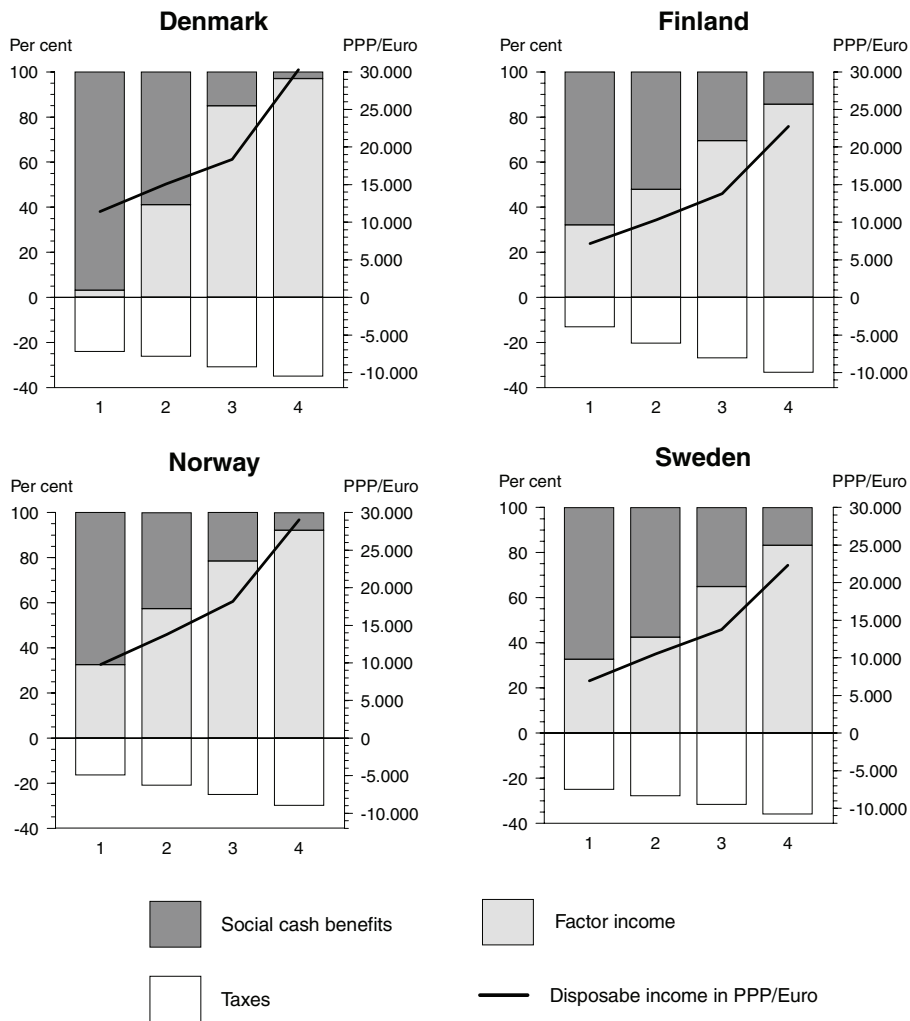 Denmark
Per cent PPP/Euro
100 30.000
80 25.000
60 20.000
40 15.000
20 10.000
0 5.000
-20 0
-40 -5.000
-10.000
1 2 3 4
Finland
Per cent PPP/Euro
100 30.000
80 25.000
60 20.000
40 15.000
20 10.000
0 5.000
-20 0
-40 -5.000
-10.000
1 2 3 4
Norway
Per cent PPP/Euro
100 30.000
80 25.000
60 20.000
40 15.000
20 10.000
0 5.000
-20 0
-40 -5.000
-10.000
1 2 3 4
Sweden
Per cent PPP/Euro
100 30.000
80 25.000
60 20.000
40 15.000
20 10.000
0 5.000
-20 0
-40 -5.000
-10.000
1 2 3 4
Social cash benefits
Factor income
Taxes
Disposabe income in PPP/Euro